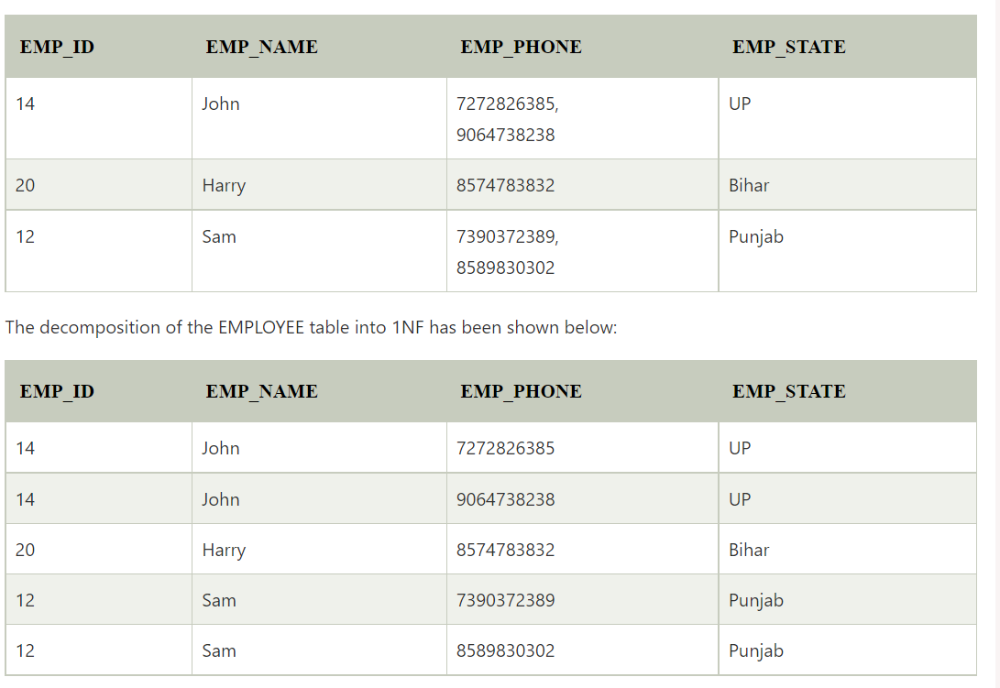 EMP_ID EMP_NAME EMP_PHONE EMP_STATE
14 John 7272826385, UP
9064738238
20 Harry 8574783832 Bihar
12 Sam 7390372389, Punjab
8589830302
The decomposition of the EMPLOYEE table into 1NF has been shown below:
EMP_ID EMP_NAME EMP_PHONE EMP_STATE
14 John 7272826385 UP
14 John 9064738238 UP
20 Harry 8574783832 Bihar
12 Sam 7390372389 Punjab
12 Sam 8589830302 Punjab